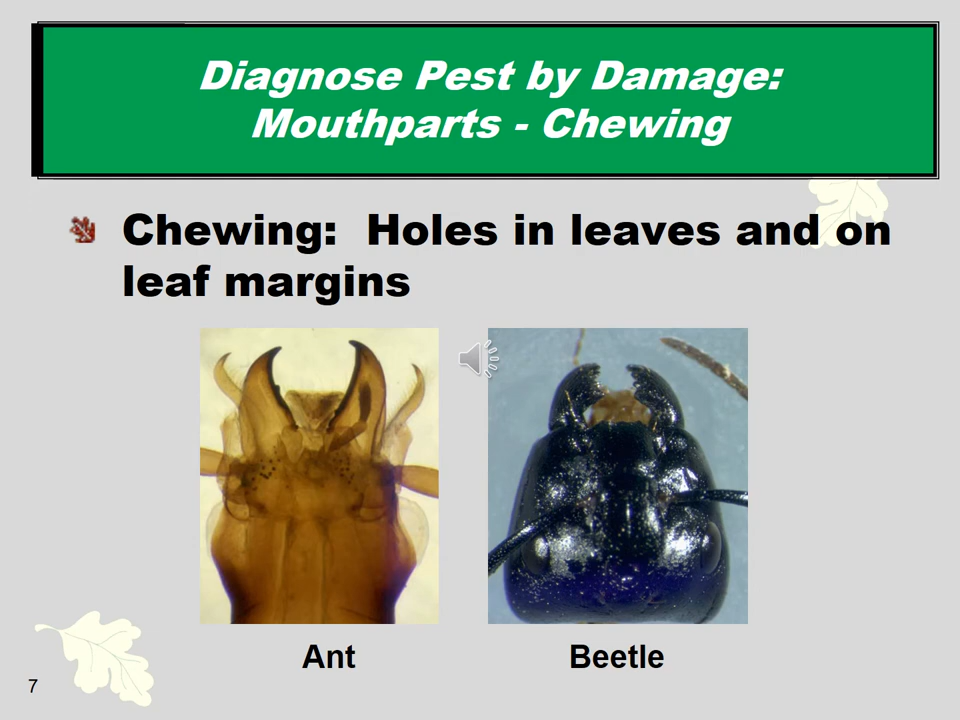 Diagnose Pest by Damage:
Mouthparts - Chewing
Chewing: Holes in leaves and on
leaf margins
Ant
Beetle
7